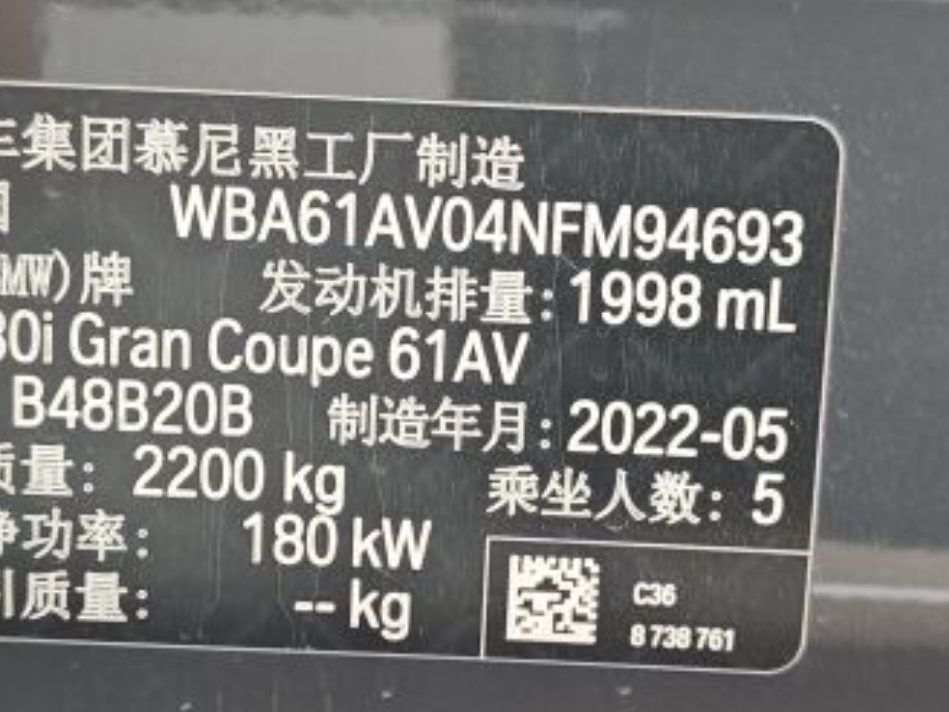 车集团慕尼黑工厂制造
国 WBA61AV04NFM94693
(BMW)牌 发动机排量: 1998 mL
30i Gran Coupe 61AV
B48B20B 制造年月: 2022-05
质量: 2200 kg 乘坐人数: 5
净功率: 180 kW
引质量: -- kg
C36
8 738 761